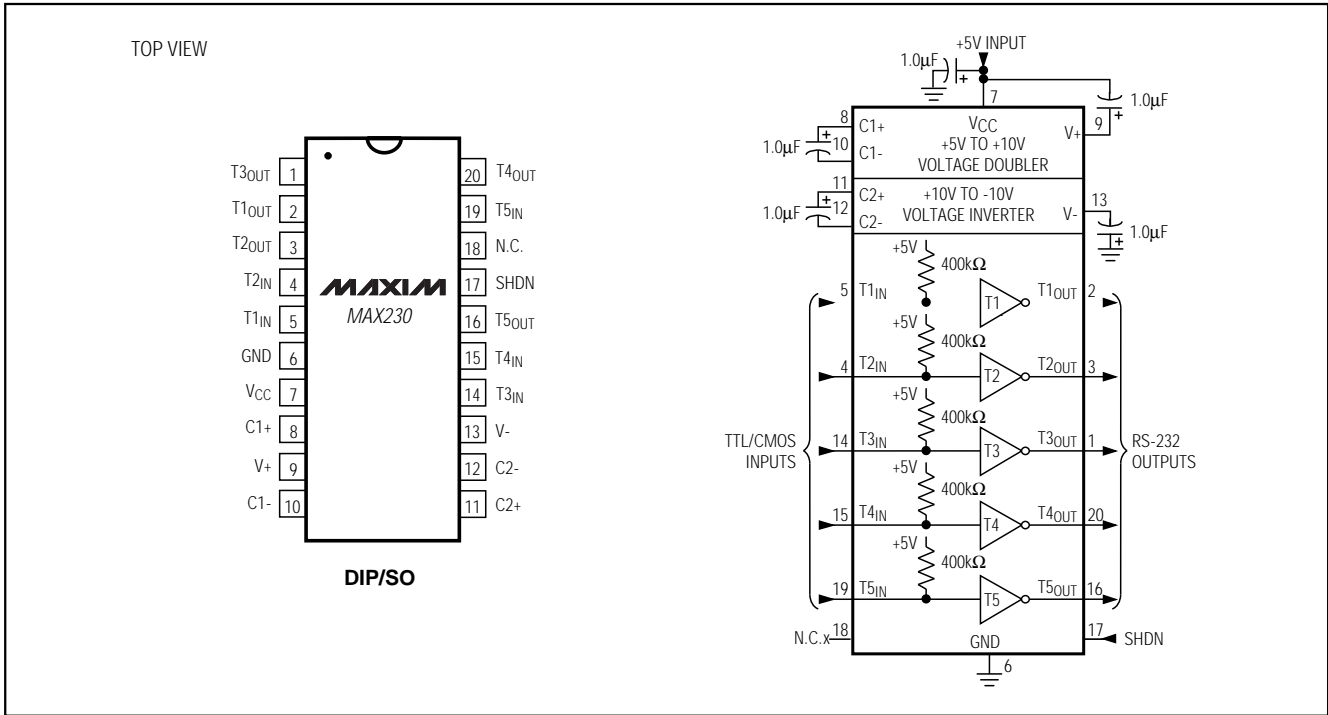 TOP VIEW
T3OUT 1
T1OUT 2
T2OUT 3
T2IN 4
T1IN 5
GND 6
VCC 7
C1+ 8
V+ 9
C1- 10
20 T4OUT
19 T5IN
18 N.C.
17 SHDN
16 T5OUT
15 T4IN
14 T3IN
13 V-
12 C2-
11 C2+
MAXIM
MAX230
DIP/SO
+5V INPUT
1.0µF
+
7
1.0µF
+
8 C1+
1.0µF +
10 C1-
VCC
+5V TO +10V
VOLTAGE DOUBLER
V+ 9
11 C2+
1.0µF +
12 C2-
+10V TO -10V
VOLTAGE INVERTER
V- 13
1.0µF
+
+5V
400kΩ
5 T1IN T1 T1OUT 2
+5V
400kΩ
4 T2IN T2 T2OUT 3
+5V
400kΩ
14 T3IN T3 T3OUT 1
+5V
400kΩ
15 T4IN T4 T4OUT 20
+5V
400kΩ
19 T5IN T5 T5OUT 16
TTL/CMOS
INPUTS
RS-232
OUTPUTS
N.C.x 18
GND
6
17 SHDN